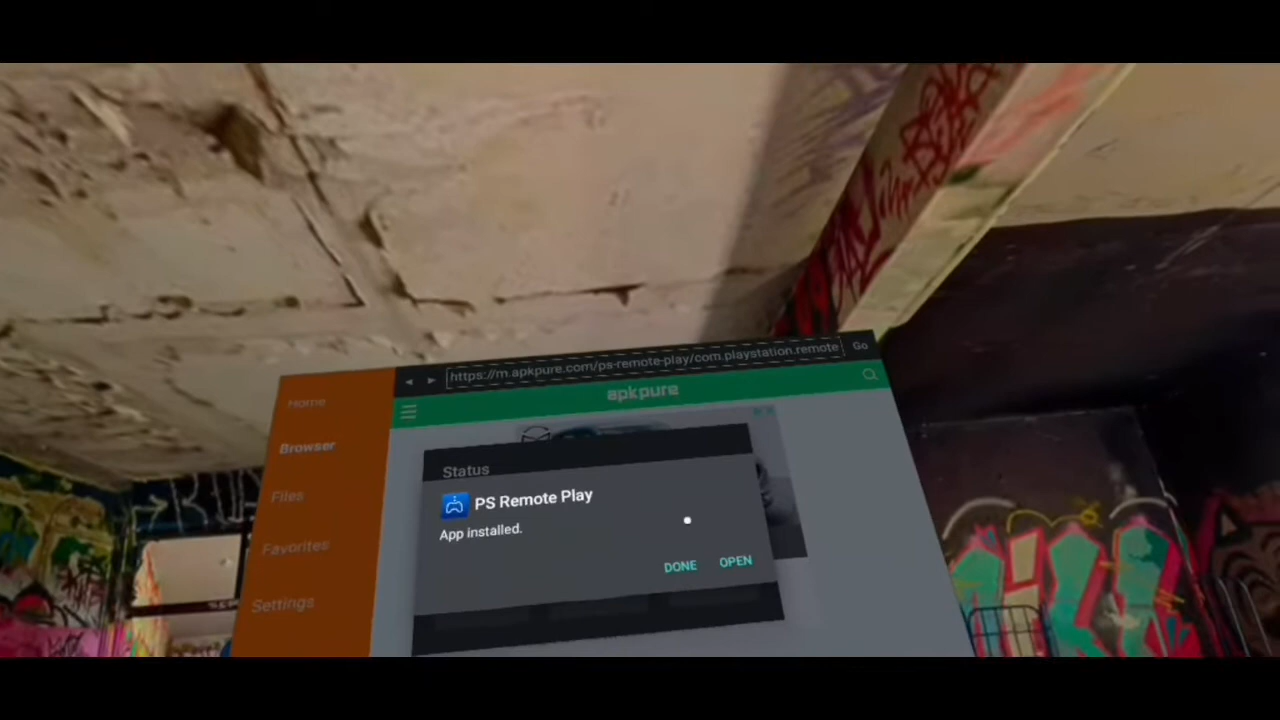 https://m.apkpure.com/ps-remote-play/com.playstation.remote
Go
apkpure
Home
Browser
Files
Favorites
Settings
Status
PS Remote Play
App installed.
DONE
OPEN